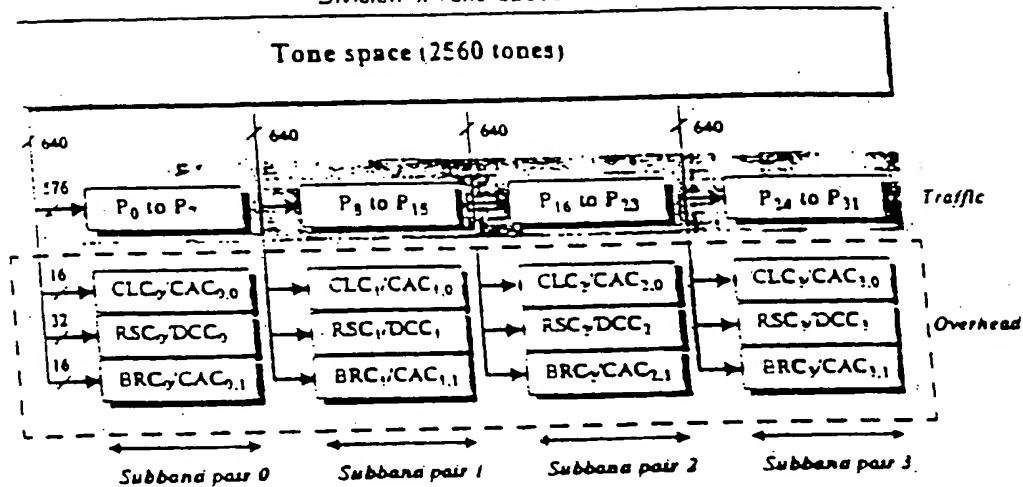 Tone space (2560 tones)
640 640 640 640
576 P0 to P7 P8 to P15 P16 to P23 P24 to P31 Traffic
16 CLC0/CAC0,0 CLC1/CAC1,0 CLC2/CAC2,0 CLC3/CAC3,0
32 RSC0/DCC0 RSC1/DCC1 RSC2/DCC2 RSC3/DCC3 Overhead
16 BRC0/CAC0,1 BRC1/CAC1,1 BRC2/CAC2,1 BRC3/CAC3,1
Subband pair 0 Subband pair 1 Subband pair 2 Subband pair 3